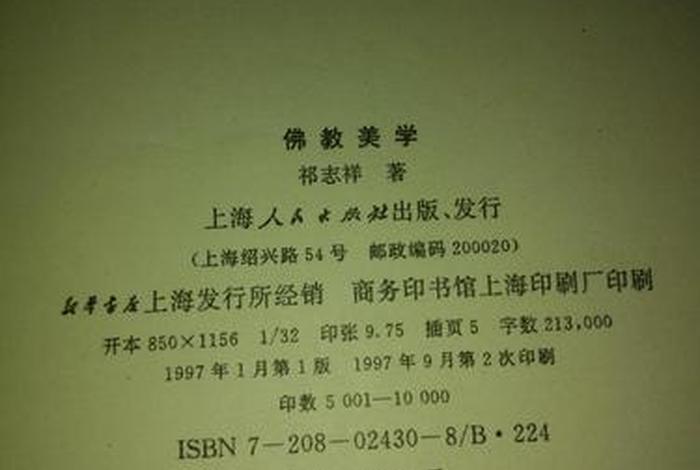 佛教美学
祁志祥 著
上海人民出版社出版、发行
(上海绍兴路54号 邮政编码200020)
新华书店上海发行所经销 商务印书馆上海印刷厂印刷
开本850×1156 1/32 印张9.75 插页5 字数213,000
1997年1月第1版 1997年9月第2次印刷
印数5 001—10 000
ISBN 7—208—02430—8/B·224